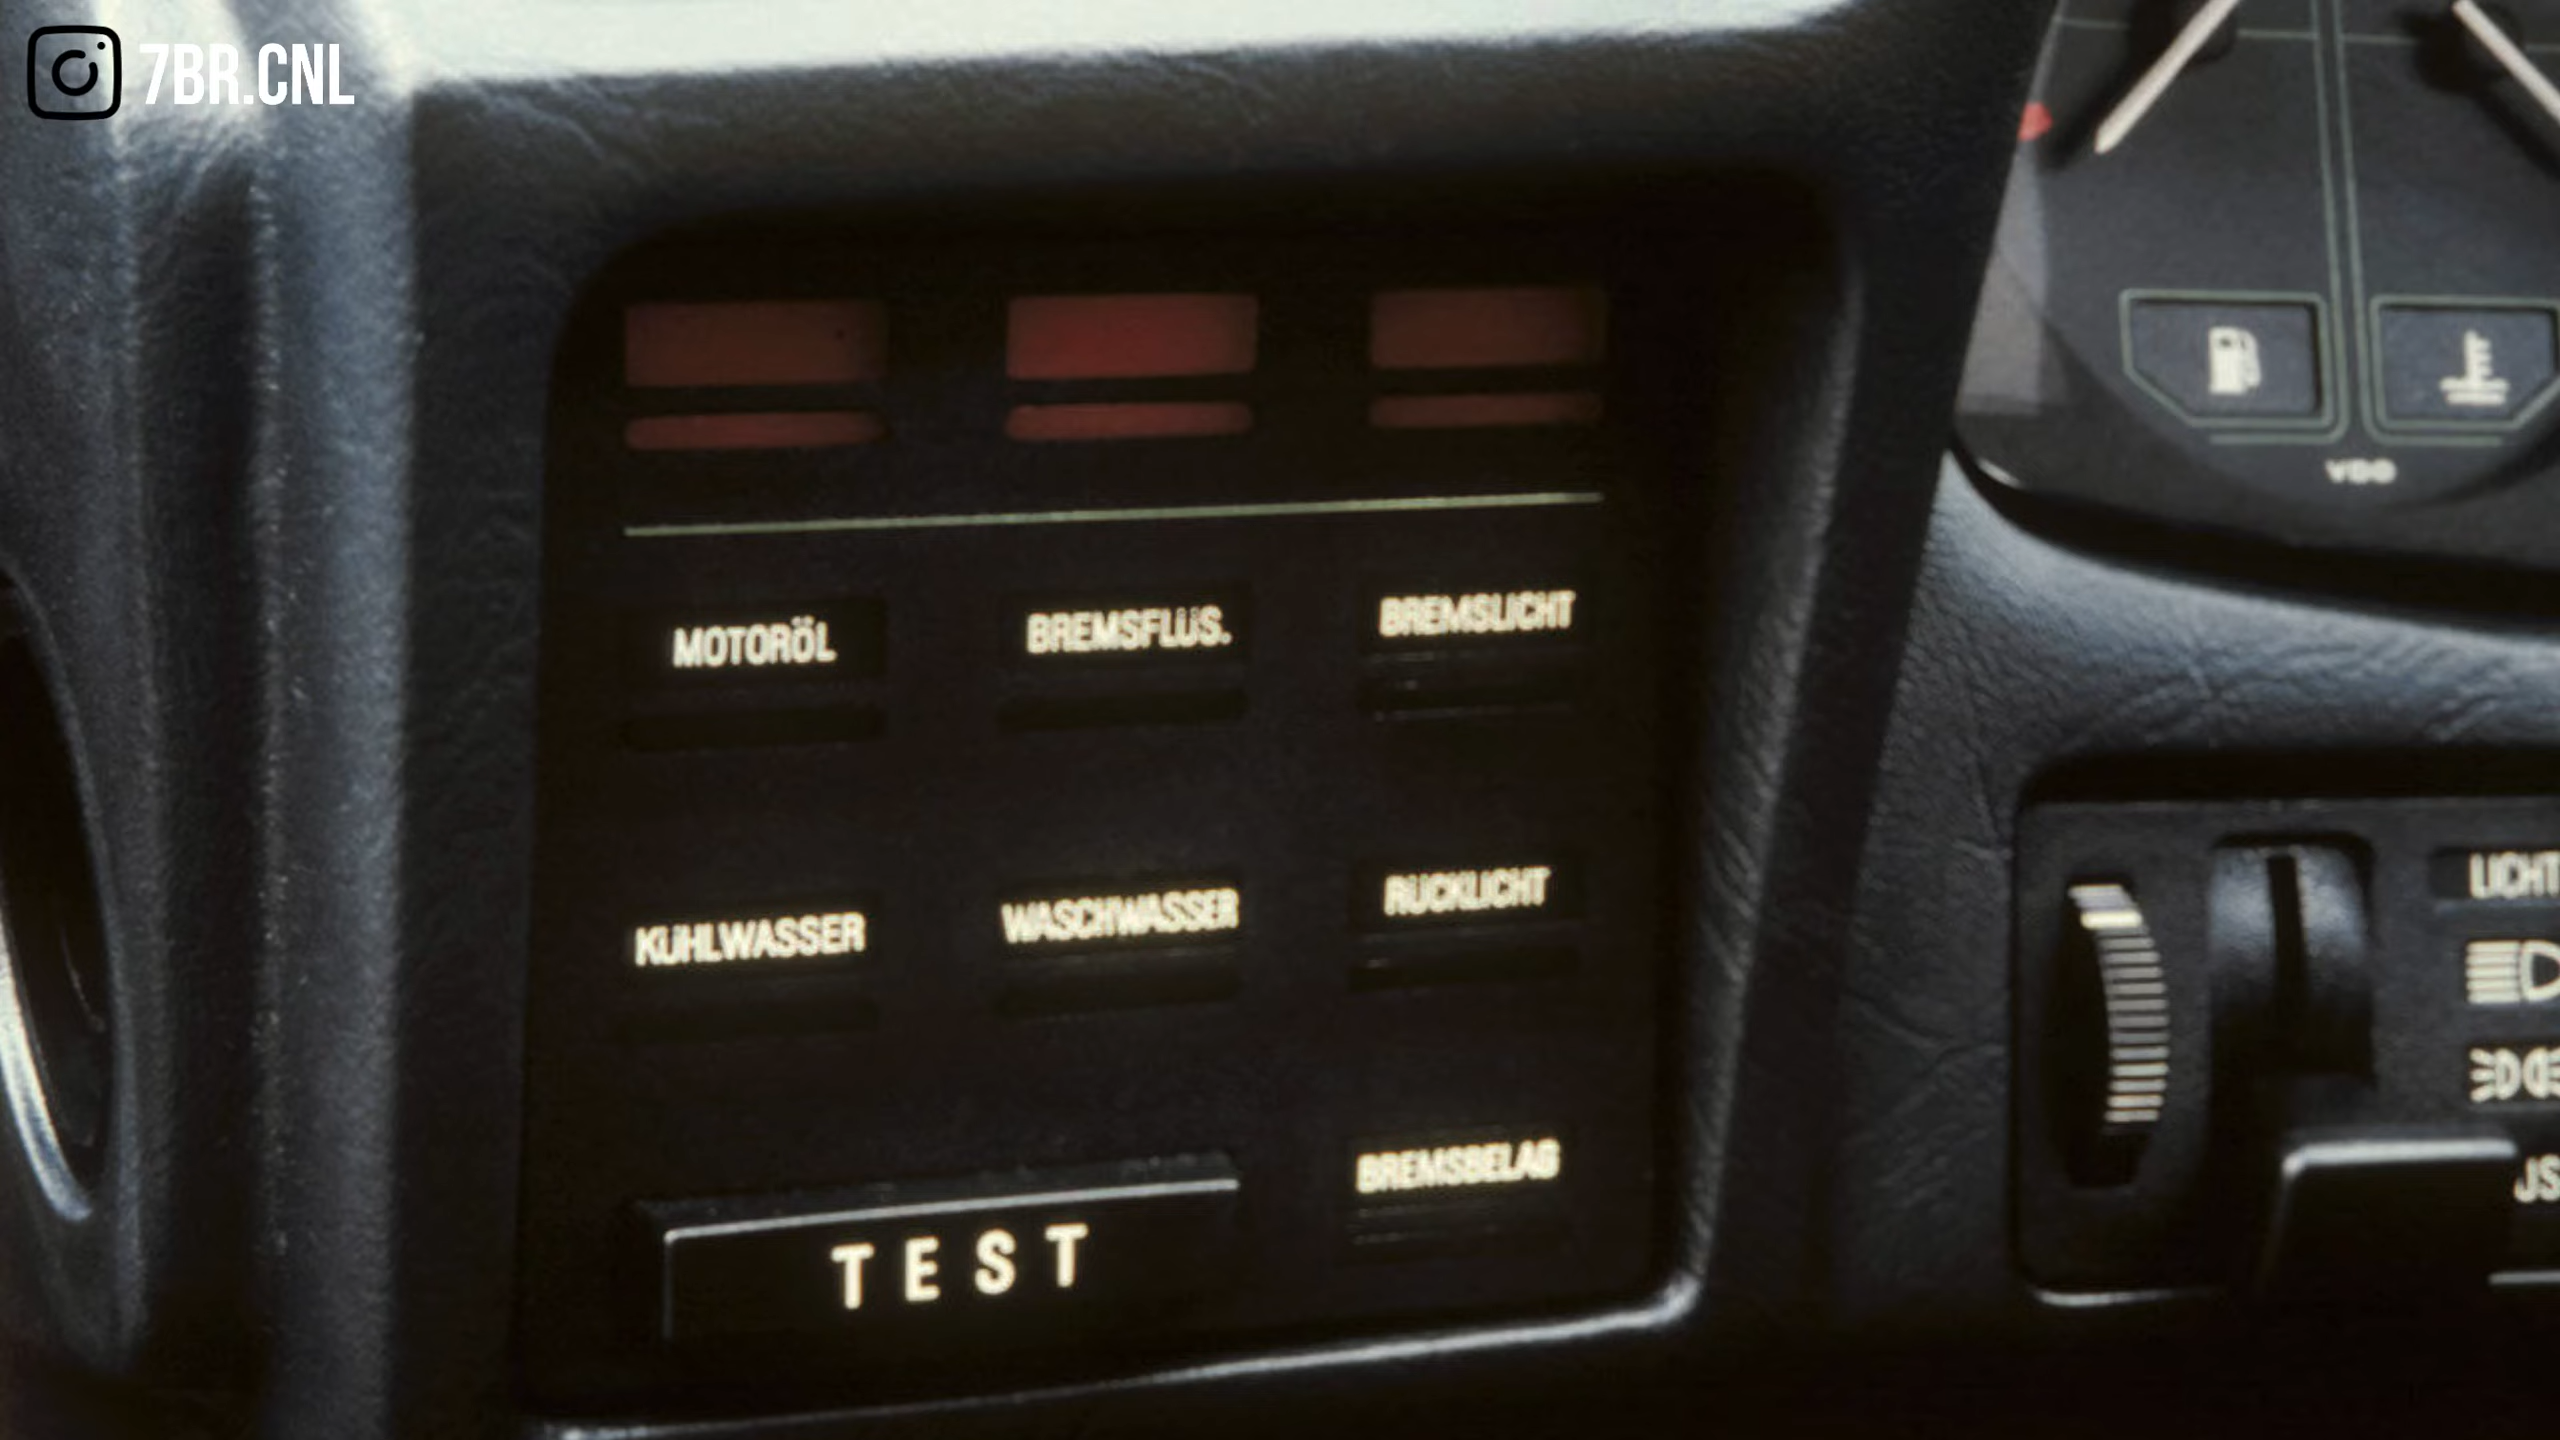 7BR.CNL
VDO
MOTORÖL
BREMSFLÜS.
BREMSLICHT
KÜHLWASSER
WASCHWASSER
RÜCKLICHT
LICHT
TEST
BREMSBELAG